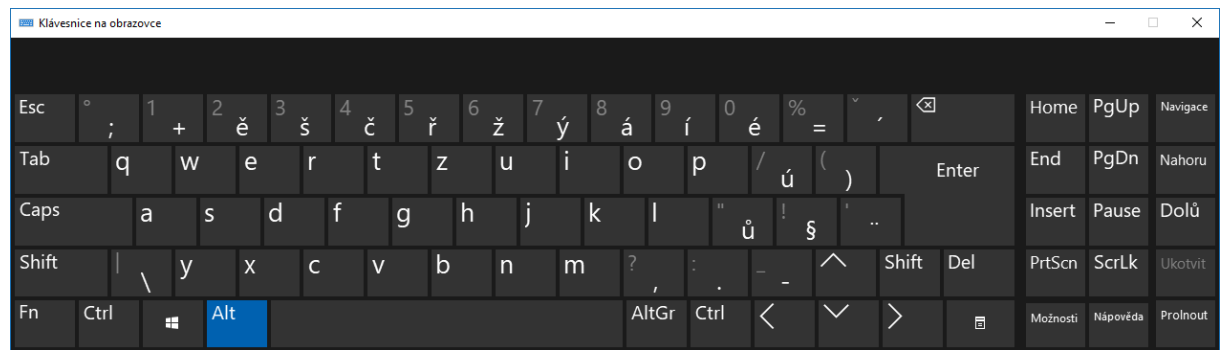 Klávesnice na obrazovce
Esc ° ; 1 + 2 ě 3 š 4 č 5 ř 6 ž 7 ý 8 á 9 í 0 é % = ˇ ´ Home PgUp Navigace
Tab q w e r t z u i o p / ú ( ) Enter End PgDn Nahoru
Caps a s d f g h j k l " ů ! § ' ¨ Insert Pause Dolů
Shift | \ y x c v b n m ? , : . _ - Shift Del PrtScn ScrLk Ukotvit
Fn Ctrl Alt AltGr Ctrl Možnosti Nápověda Prolnout